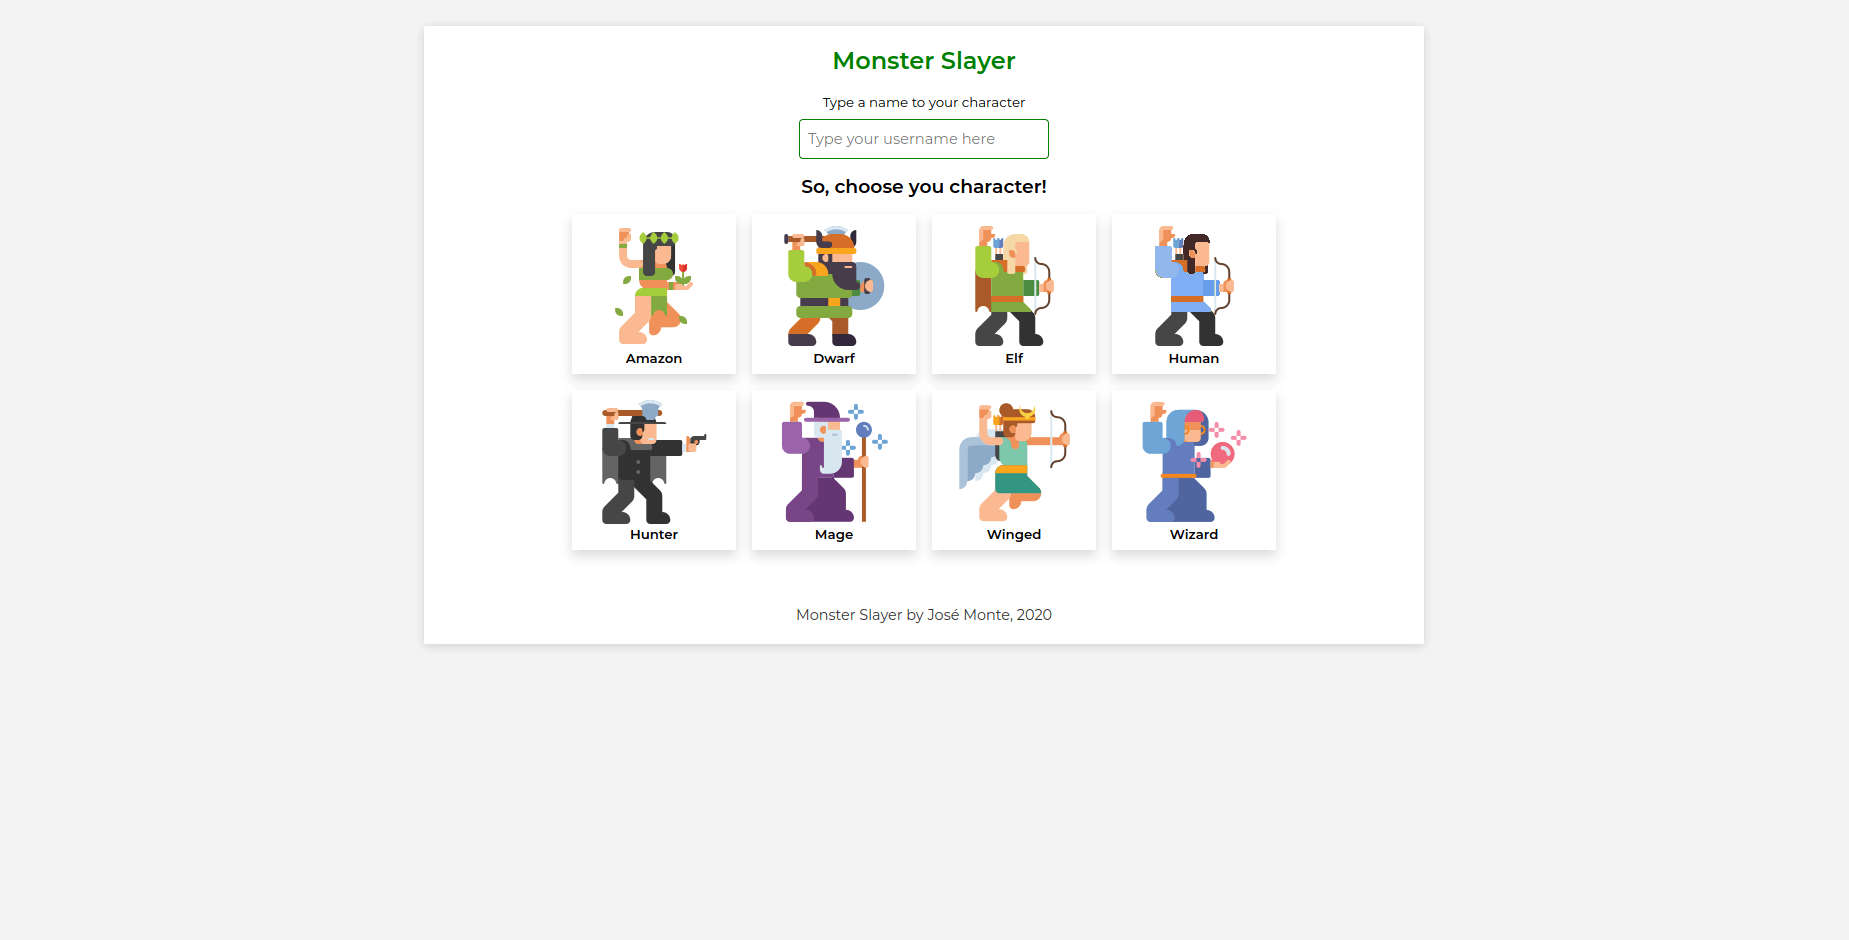 Monster Slayer
Type a name to your character
Type your username here
So, choose you character!
Amazon
Dwarf
Elf
Human
Hunter
Mage
Winged
Wizard
Monster Slayer by José Monte, 2020